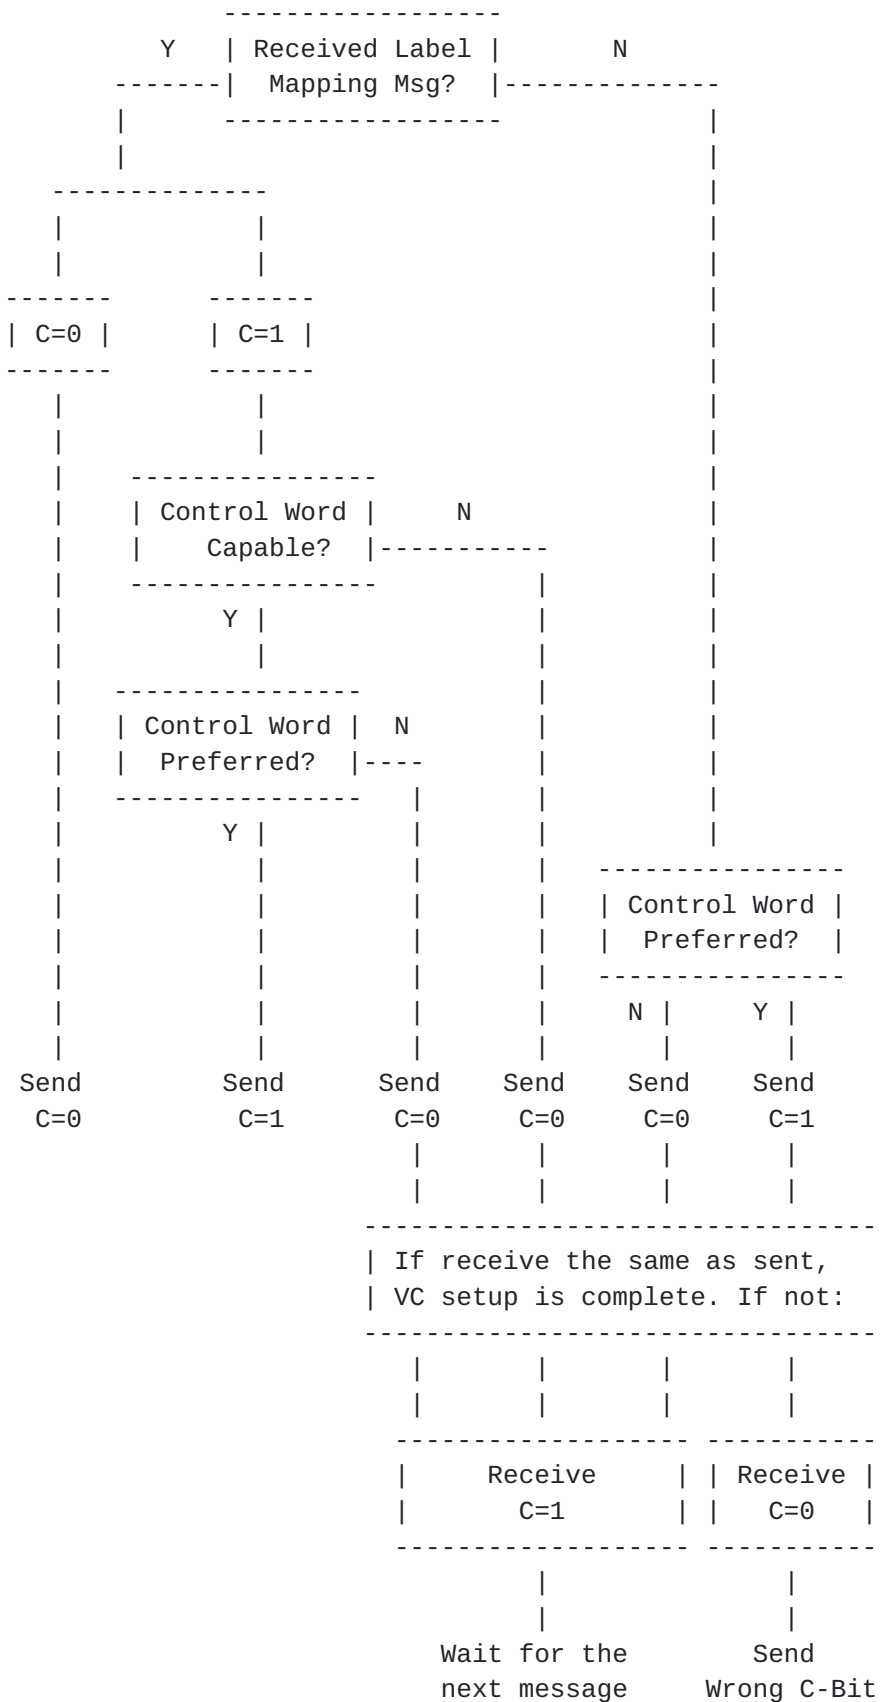 ------------------
              Y   | Received Label |       N
           -------|  Mapping Msg?  |--------------
           |      ------------------             |
           |                                     |
       --------------                            |
       |            |                            |
       |            |                            |
    -------      -------                         |
    | C=0 |      | C=1 |                         |
    -------      -------                         |
       |            |                            |
       |            |                            |
       |    ----------------                     |
       |    | Control Word |     N               |
       |    |    Capable?  |-----------          |
       |    ----------------          |          |
       |          Y |                 |          |
       |            |                 |          |
       |   ----------------           |          |
       |   | Control Word |  N        |          |
       |   |  Preferred?  |----       |          |
       |   ----------------   |       |          |
       |          Y |         |       |          |
       |            |         |       |   ----------------
       |            |         |       |   | Control Word |
       |            |         |       |   |  Preferred?  |
       |            |         |       |   ----------------
       |            |         |       |     N |     Y |
       |            |         |       |       |       |
     Send         Send      Send    Send    Send    Send
      C=0          C=1       C=0     C=0     C=0     C=1
                              |       |       |       |
                              |       |       |       |
                           ---------------------------------
                           | If receive the same as sent,
                           | VC setup is complete. If not:
                           ---------------------------------
                              |       |       |       |
                              |       |       |       |
                             ------------------- -----------
                             |     Receive     | | Receive |
                             |       C=1       | |   C=0   |
                             ------------------- -----------
                                      |               |
                                      |               |
                                Wait for the        Send
                                next message     Wrong C-Bit